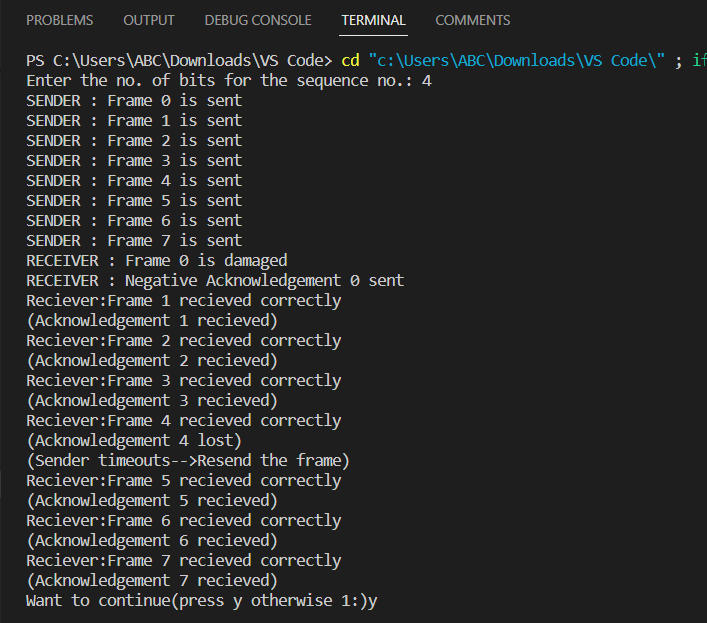 PROBLEMS OUTPUT DEBUG CONSOLE TERMINAL COMMENTS
PS C:\Users\ABC\Downloads\VS Code> cd "c:\Users\ABC\Downloads\VS Code\" ; if
Enter the no. of bits for the sequence no.: 4
SENDER : Frame 0 is sent
SENDER : Frame 1 is sent
SENDER : Frame 2 is sent
SENDER : Frame 3 is sent
SENDER : Frame 4 is sent
SENDER : Frame 5 is sent
SENDER : Frame 6 is sent
SENDER : Frame 7 is sent
RECEIVER : Frame 0 is damaged
RECEIVER : Negative Acknowledgement 0 sent
Reciever:Frame 1 recieved correctly
(Acknowledgement 1 recieved)
Reciever:Frame 2 recieved correctly
(Acknowledgement 2 recieved)
Reciever:Frame 3 recieved correctly
(Acknowledgement 3 recieved)
Reciever:Frame 4 recieved correctly
(Acknowledgement 4 lost)
(Sender timeouts-->Resend the frame)
Reciever:Frame 5 recieved correctly
(Acknowledgement 5 recieved)
Reciever:Frame 6 recieved correctly
(Acknowledgement 6 recieved)
Reciever:Frame 7 recieved correctly
(Acknowledgement 7 recieved)
Want to continue(press y otherwise 1:)y